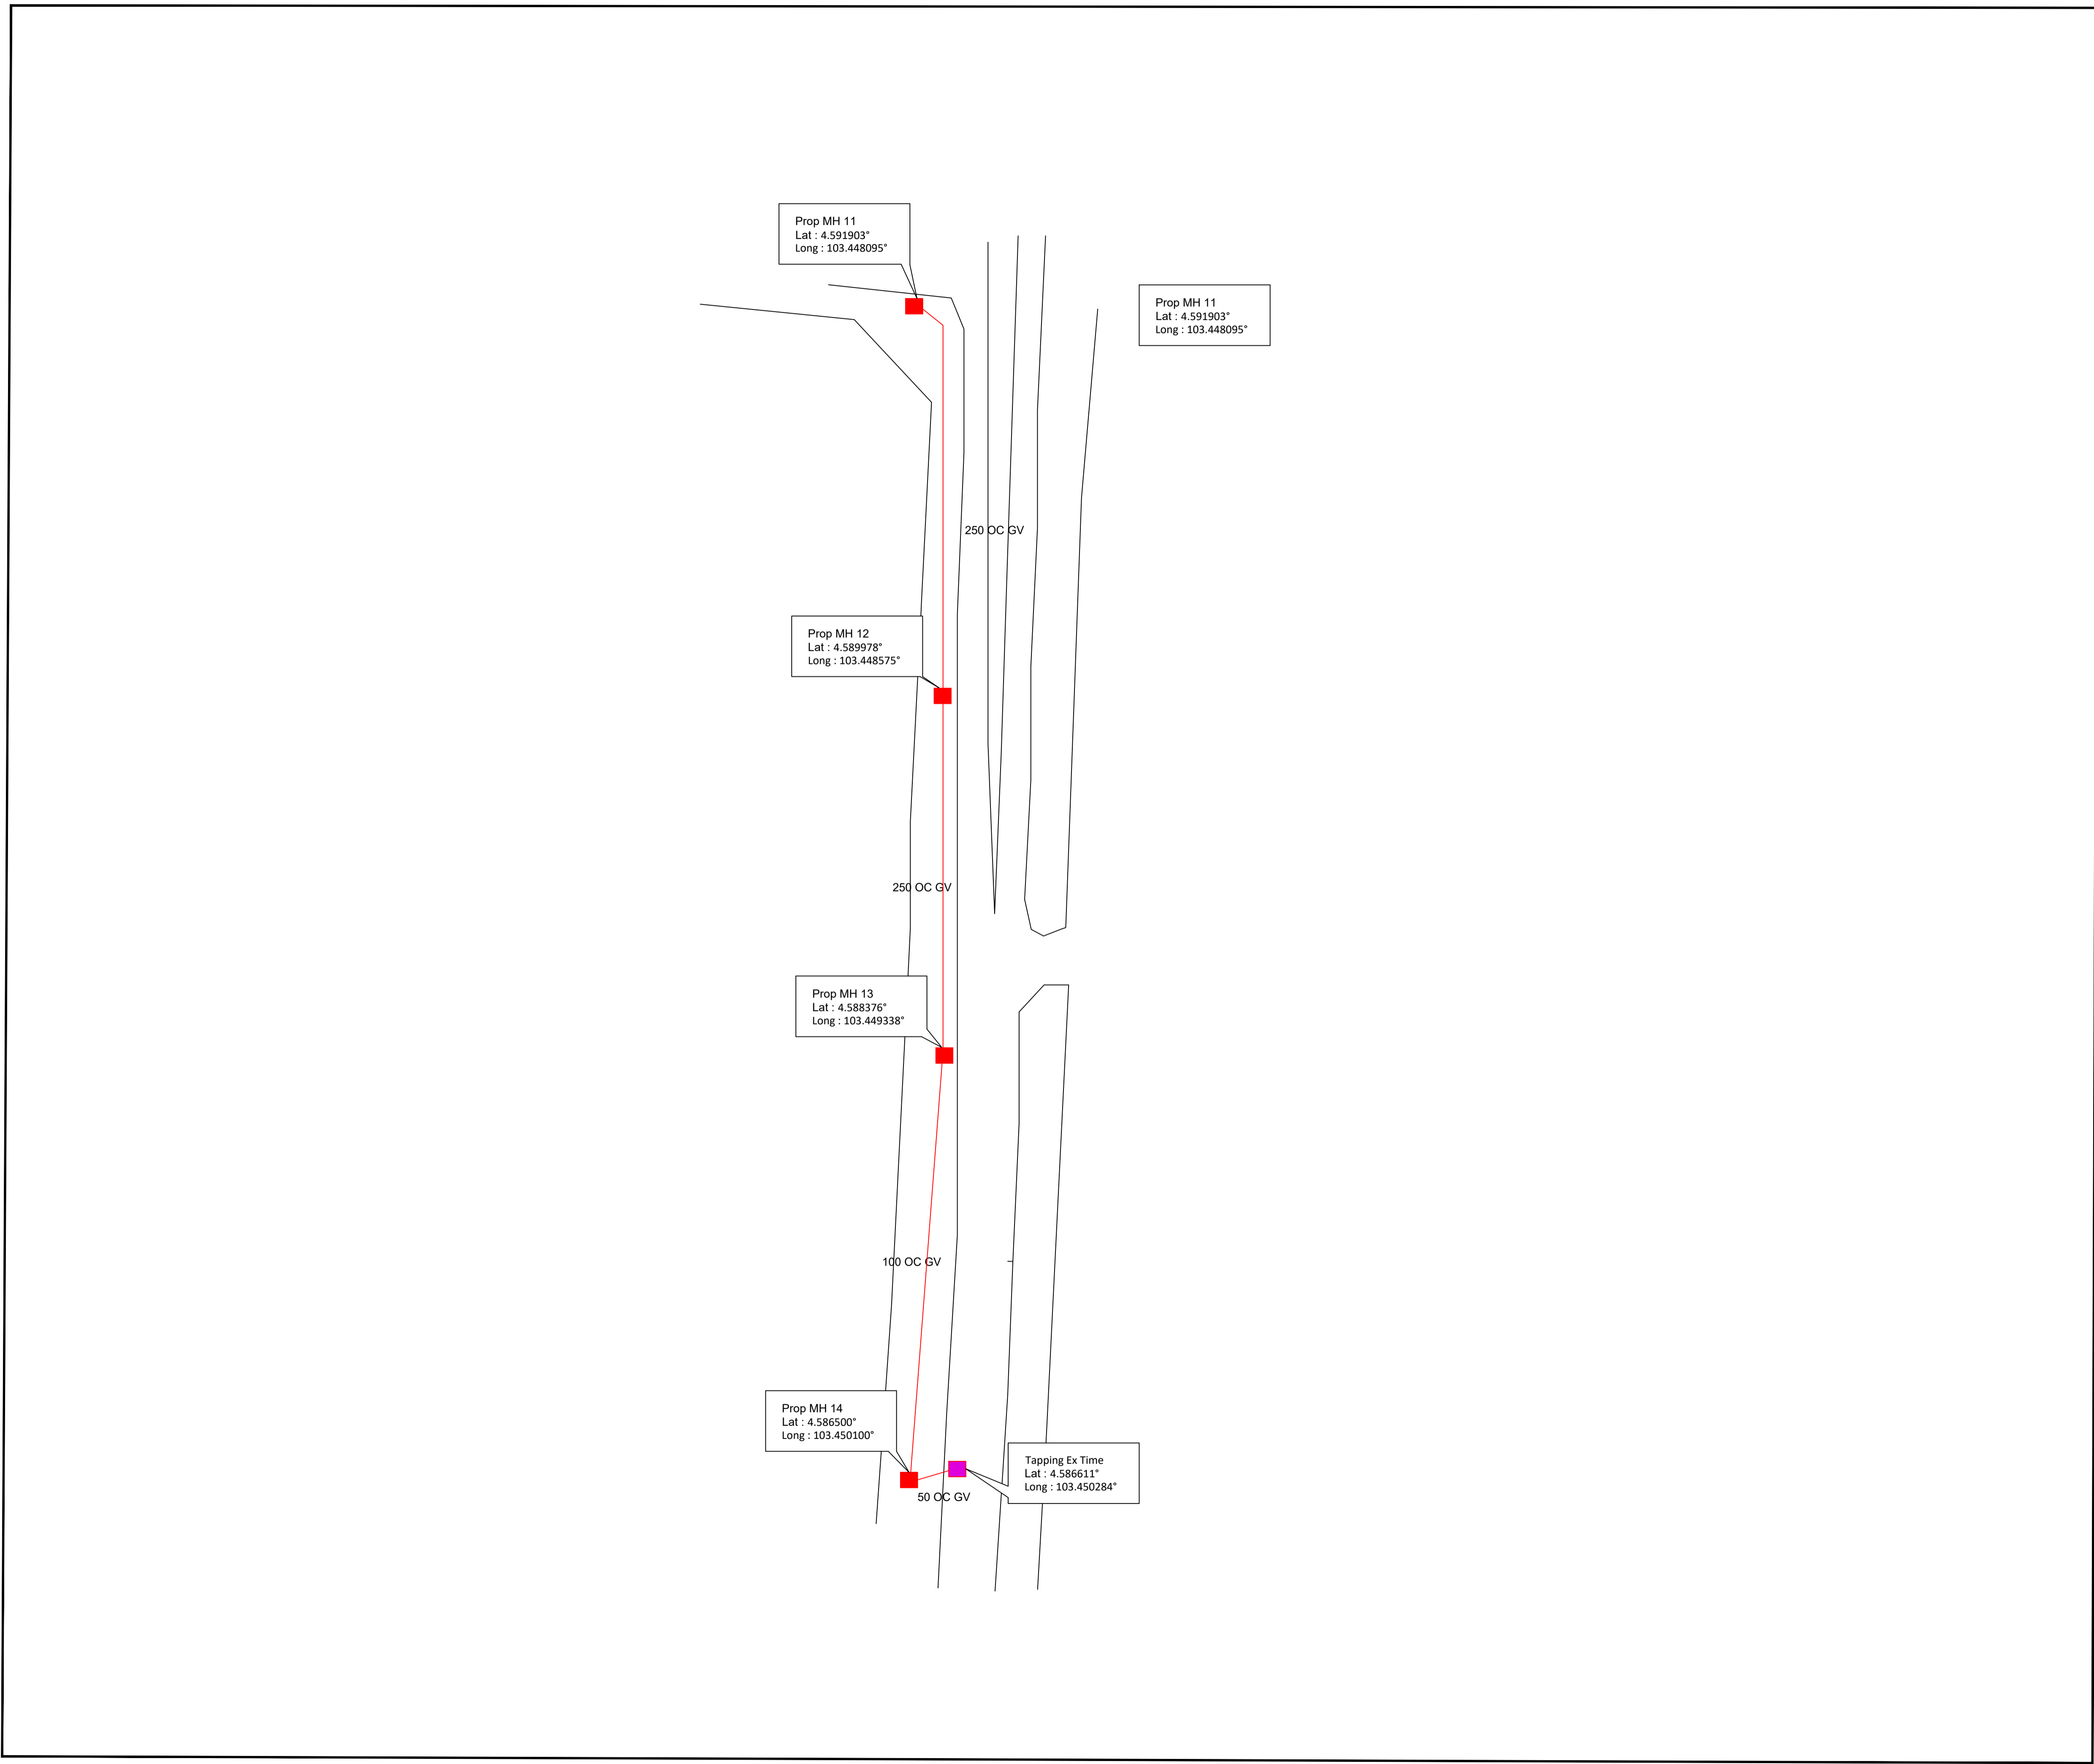 Prop MH 11
Lat : 4.591903°
Long : 103.448095°
Prop MH 11
Lat : 4.591903°
Long : 103.448095°
250 OC GV
Prop MH 12
Lat : 4.589978°
Long : 103.448575°
250 OC GV
Prop MH 13
Lat : 4.588376°
Long : 103.449338°
100 OC GV
Prop MH 14
Lat : 4.586500°
Long : 103.450100°
Tapping Ex Time
Lat : 4.586611°
Long : 103.450284°
50 OC GV